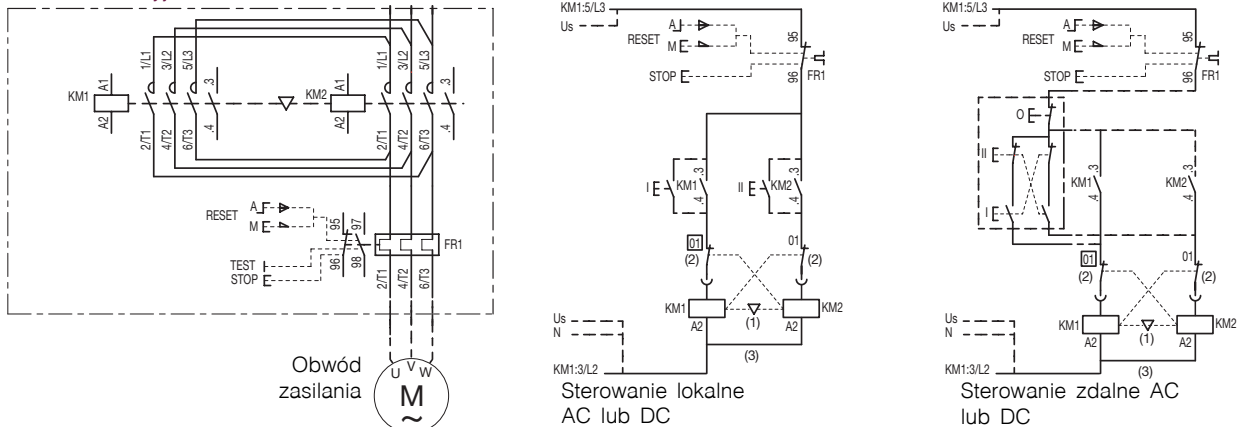 1/L1
3/L2
5/L3
1/L1
3/L2
5/L3
KM1
A1
A2
.3
.4
KM2
A1
A2
.3
.4
2/T1
4/T2
6/T3
2/T1
4/T2
6/T3
RESET
A
M
95
97
TEST
STOP
96
98
FR1
2/T1
4/T2
6/T3
Obwód
zasilania
U V W
M
~
KM1:5/L3
Us
RESET
A
M
STOP
95
96
FR1
I
KM1
.3
.4
II
KM2
.3
.4
01
(2)
01
(2)
KM1
A2
(1)
KM2
A2
(3)
Us
N
KM1:3/L2
Sterowanie lokalne
AC lub DC
KM1:5/L3
Us
RESET
A
M
STOP
95
96
FR1
O
II
I
KM1
.3
.4
KM2
.3
.4
01
(2)
01
(2)
KM1
A2
(1)
KM2
A2
(3)
Us
N
KM1:3/L2
Sterowanie zdalne AC
lub DC